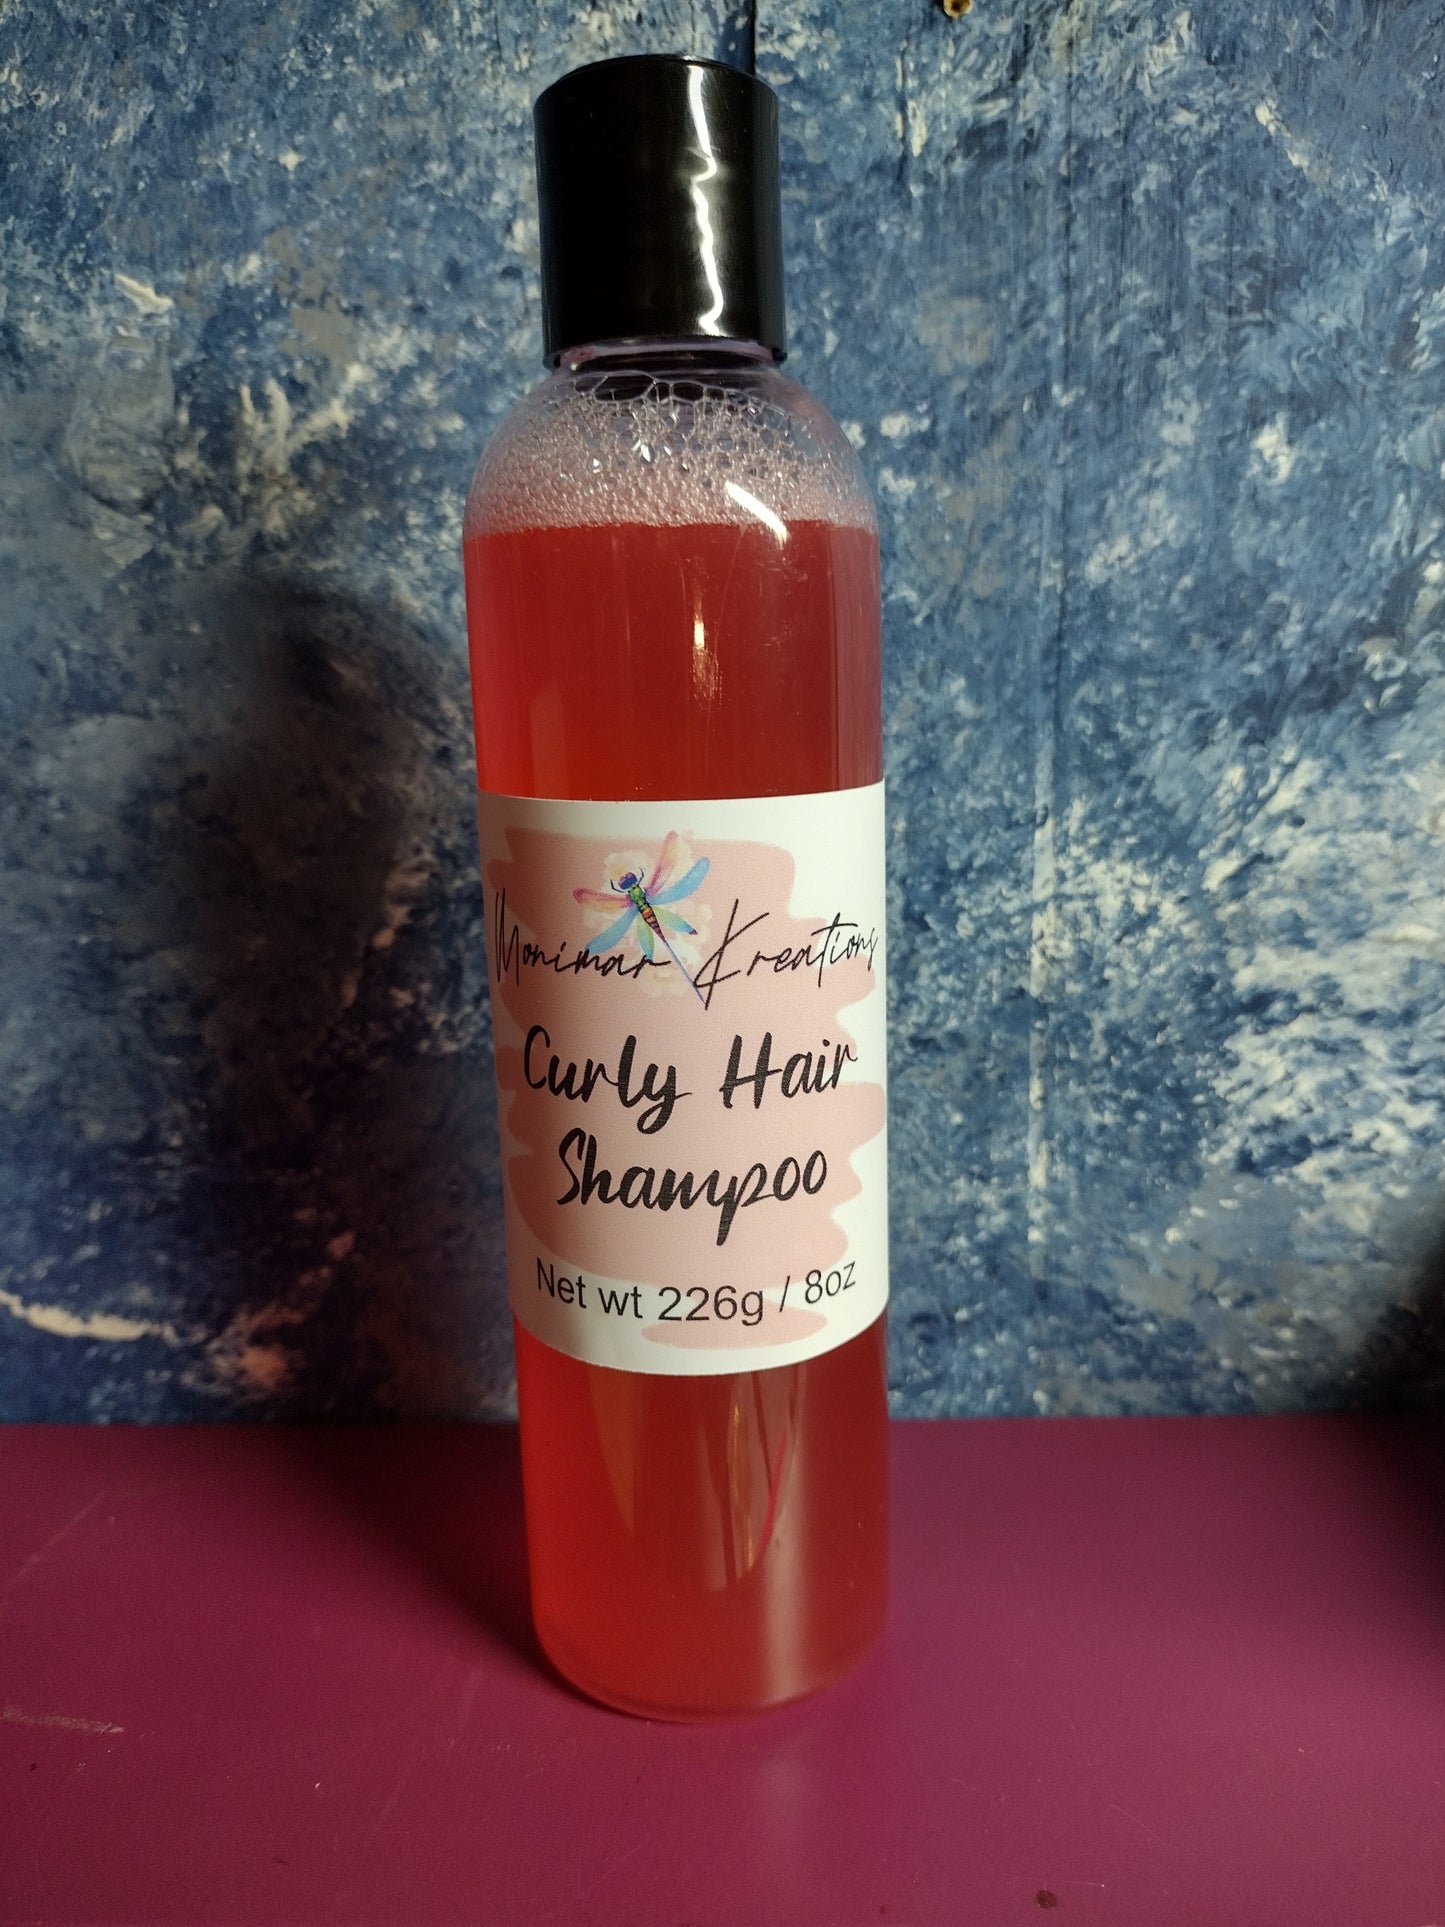 Monimar Kreations
Curly Hair
Shampoo
Net wt 226g / 8oz